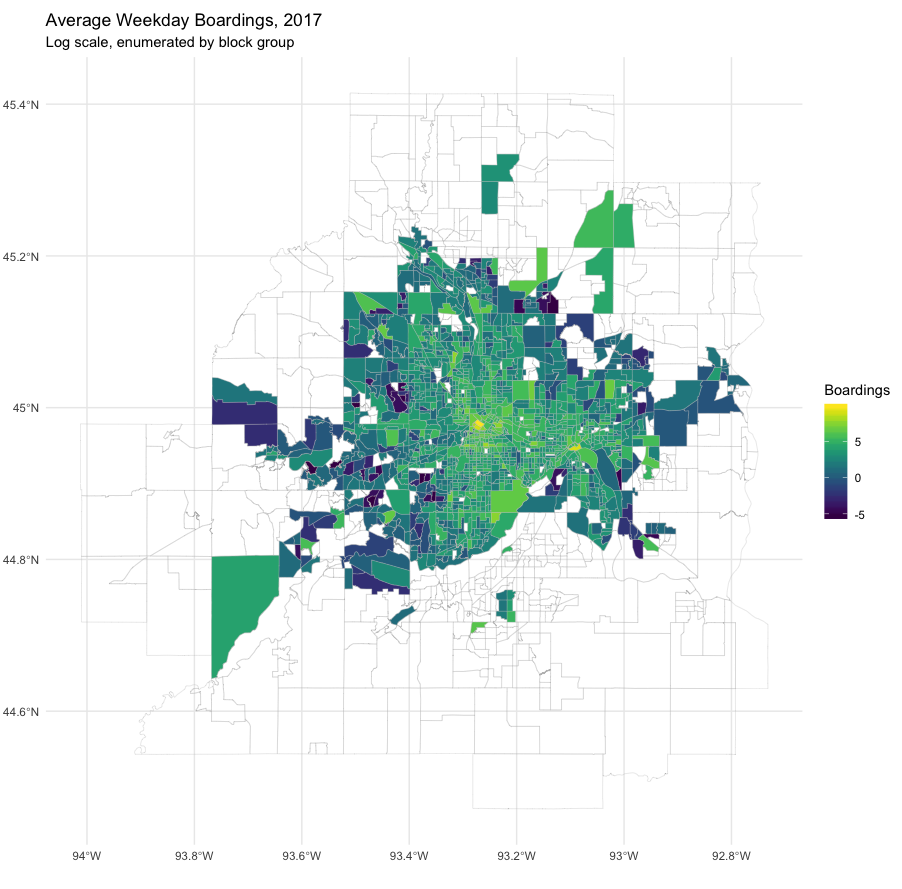 Average Weekday Boardings, 2017
Log scale, enumerated by block group
45.4°N
45.2°N
45°N
44.8°N
44.6°N
94°W
93.8°W
93.6°W
93.4°W
93.2°W
93°W
92.8°W
Boardings
5
0
-5